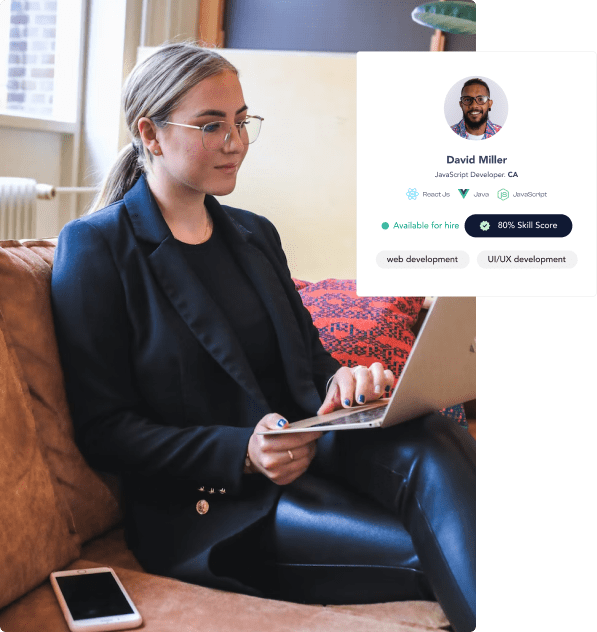 David Miller
JavaScript Developer. CA
React Js Java JavaScript
Available for hire 80% Skill Score
web development UI/UX development